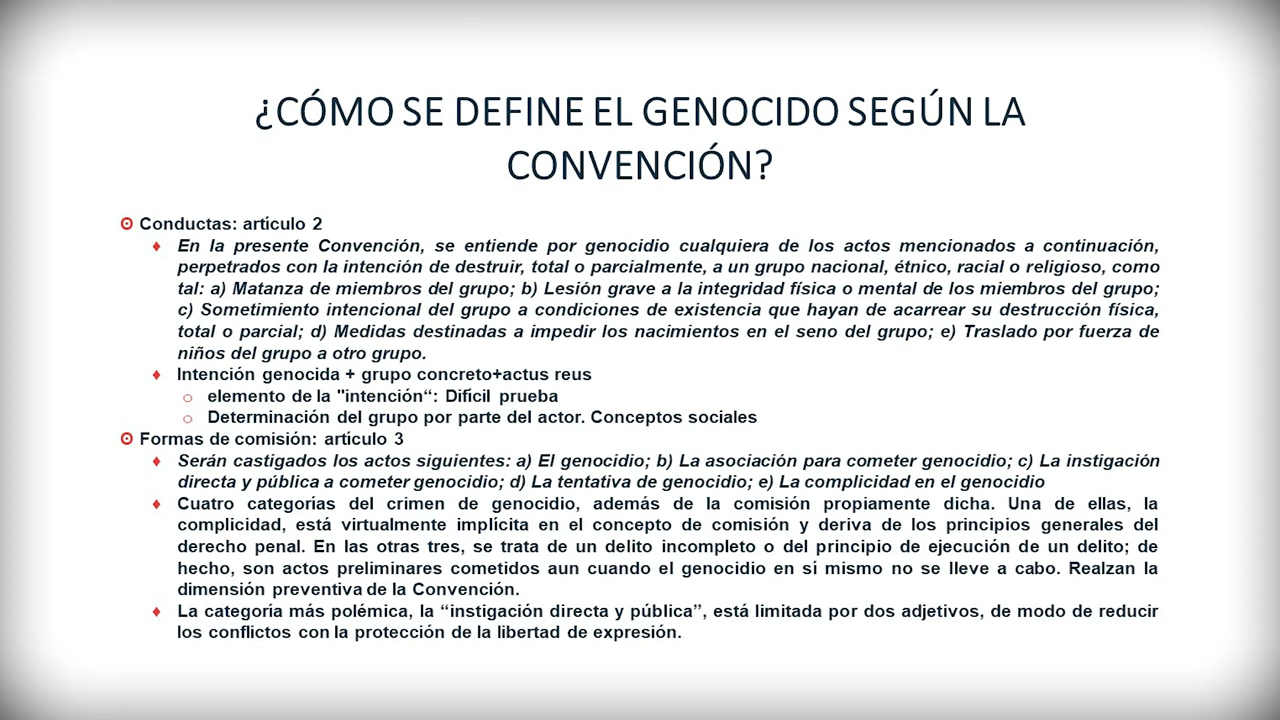 ¿CÓMO SE DEFINE EL GENOCIDO SEGÚN LA
CONVENCIÓN?
Conductas: artículo 2
En la presente Convención, se entiende por genocidio cualquiera de los actos mencionados a continuación,
perpetrados con la intención de destruir, total o parcialmente, a un grupo nacional, étnico, racial o religioso, como
tal: a) Matanza de miembros del grupo; b) Lesión grave a la integridad física o mental de los miembros del grupo;
c) Sometimiento intencional del grupo a condiciones de existencia que hayan de acarrear su destrucción física,
total o parcial; d) Medidas destinadas a impedir los nacimientos en el seno del grupo; e) Traslado por fuerza de
niños del grupo a otro grupo.
Intención genocida + grupo concreto+actus reus
elemento de la "intención“: Difícil prueba
Determinación del grupo por parte del actor. Conceptos sociales
Formas de comisión: artículo 3
Serán castigados los actos siguientes: a) El genocidio; b) La asociación para cometer genocidio; c) La instigación
directa y pública a cometer genocidio; d) La tentativa de genocidio; e) La complicidad en el genocidio
Cuatro categorías del crimen de genocidio, además de la comisión propiamente dicha. Una de ellas, la
complicidad, está virtualmente implícita en el concepto de comisión y deriva de los principios generales del
derecho penal. En las otras tres, se trata de un delito incompleto o del principio de ejecución de un delito; de
hecho, son actos preliminares cometidos aun cuando el genocidio en sí mismo no se lleve a cabo. Realzan la
dimensión preventiva de la Convención.
La categoría más polémica, la “instigación directa y pública”, está limitada por dos adjetivos, de modo de reducir
los conflictos con la protección de la libertad de expresión.